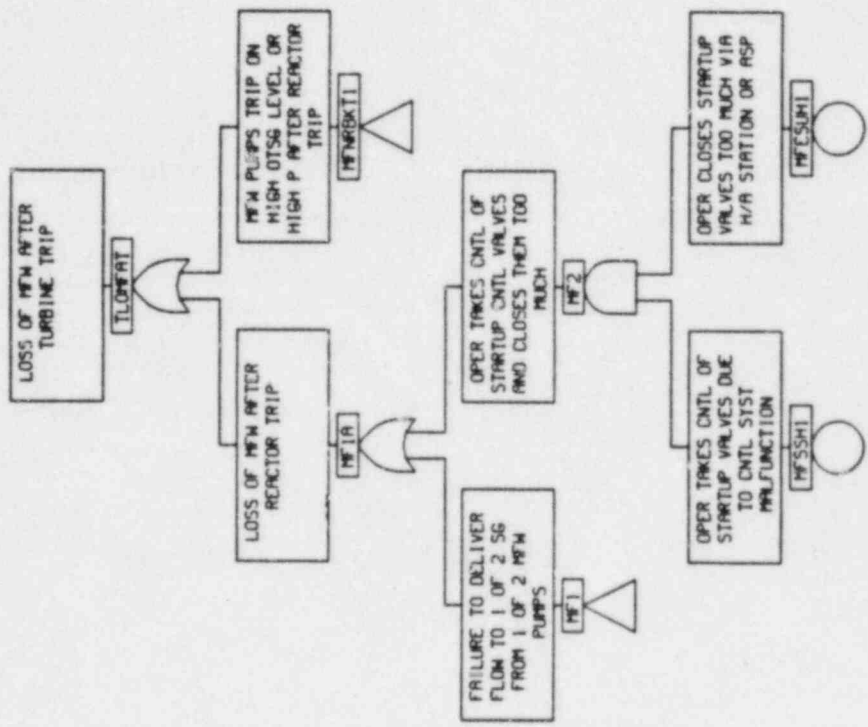 LOSS OF MFW AFTER
TURBINE TRIP
TLOMFAT
LOSS OF MFW AFTER
REACTOR TRIP
MF1A
MFW PUMPS TRIP ON
HIGH OTSG LEVEL OR
HIGH P AFTER REACTOR
TRIP
MFNRBKT1
FAILURE TO DELIVER
FLOW TO 1 OF 2 SG
FROM 1 OF 2 MFW
PUMPS
MF1
OPER TAKES CNTL OF
STARTUP CNTL VALVES
AND CLOSES THEM TOO
MUCH
MF2
OPER TAKES CNTL OF
STARTUP VALVES DUE
TO CNTL SYST
MALFUNCTION
MFSSH1
OPER CLOSES STARTUP
VALVES TOO MUCH VIA
H/A STATION OR ASP
MFESUH1